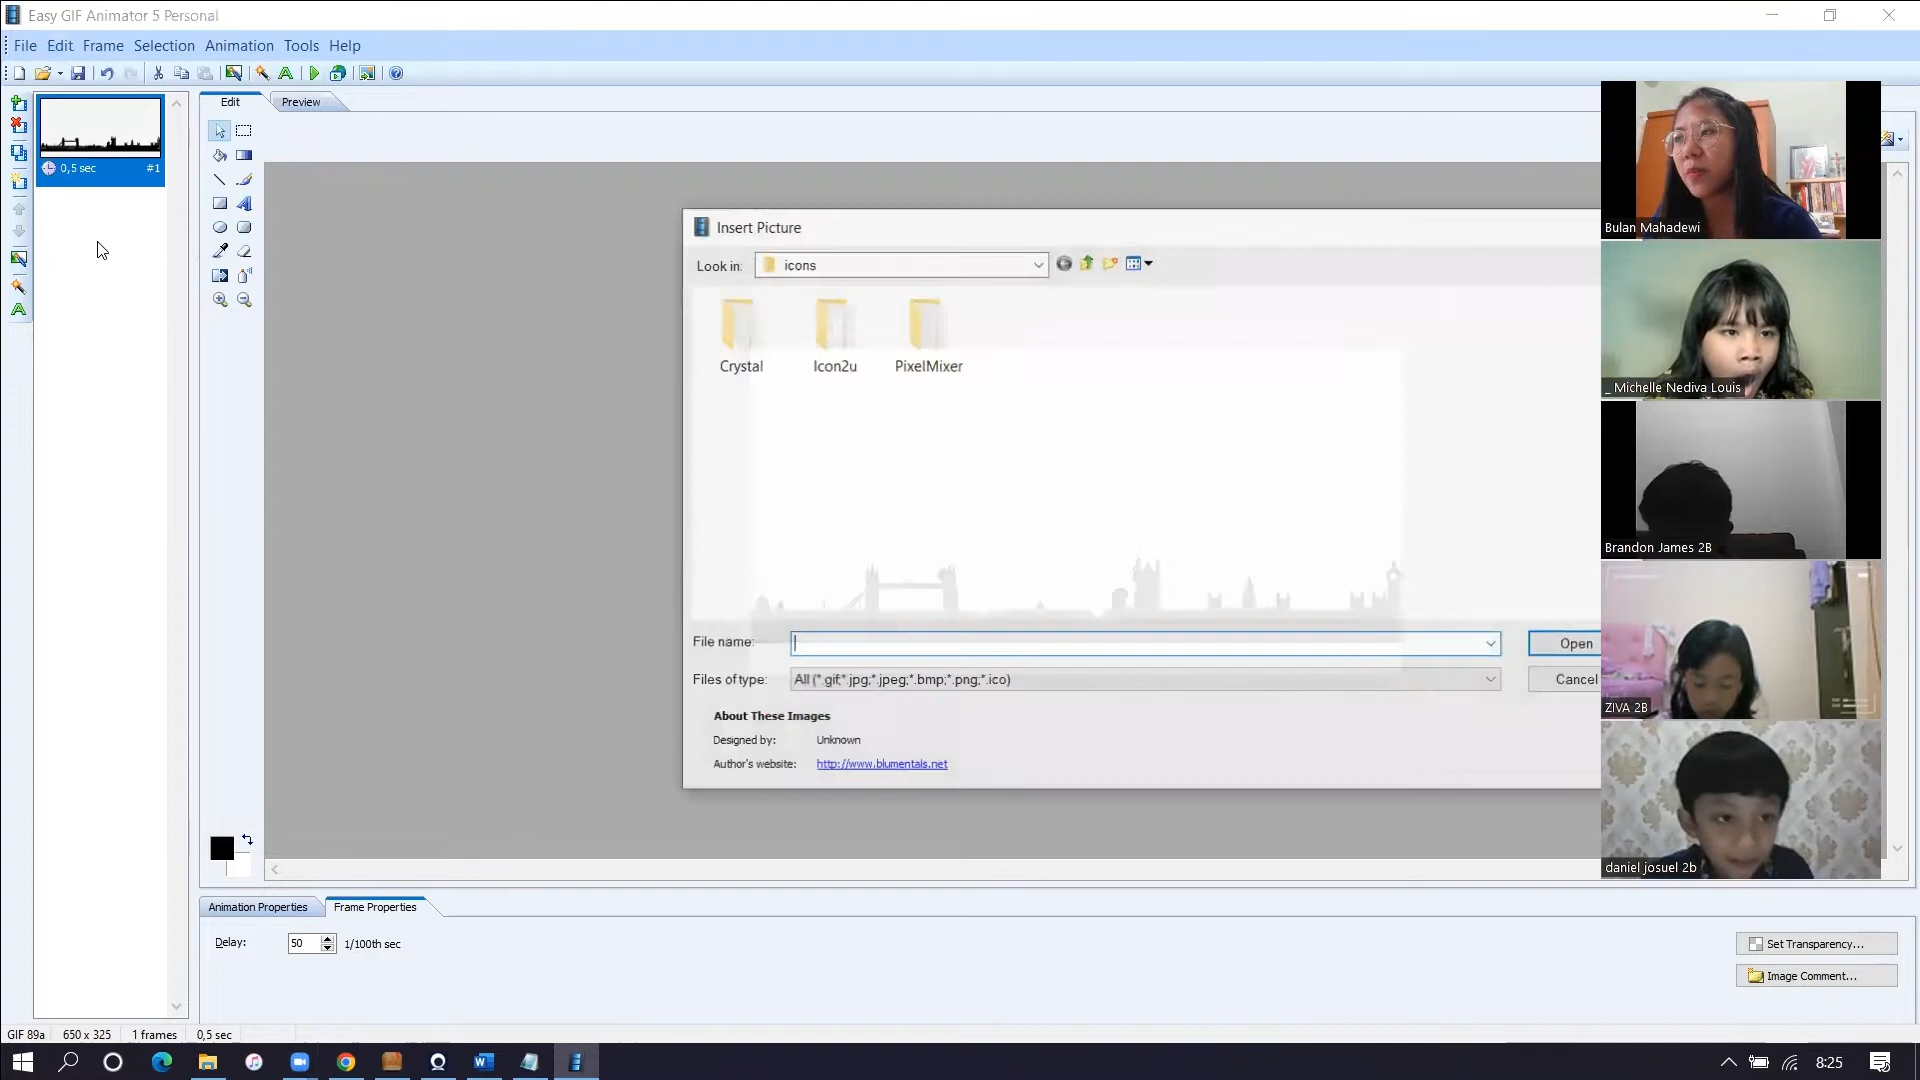 Easy GIF Animator 5 Personal
File Edit Frame Selection Animation Tools Help
Edit
Preview
0,5 sec #1
Insert Picture
Look in: icons
Crystal
Icon2u
PixelMixer
File name:
Open
Files of type: All (*.gif;*.jpg;*.jpeg;*.bmp;*.png;*.ico)
Cancel
About These Images
Designed by: Unknown
Author's website: http://www.blumentals.net
Bulan Mahadewi
_ Michelle Nediva Louis
Brandon James 2B
ZIVA 2B
daniel josuel 2b
Animation Properties
Frame Properties
Delay: 50 1/100th sec
Set Transparency...
Image Comment...
GIF 89a 650 x 325 1 frames 0,5 sec
8:25